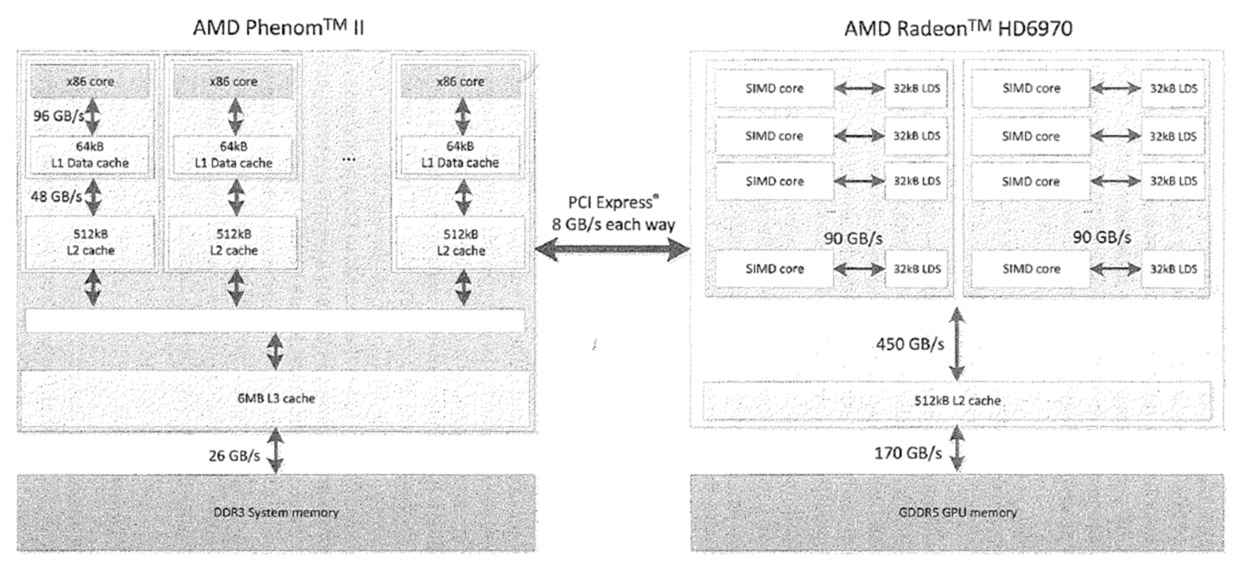 AMD Phenom™ II
x86 core
x86 core
x86 core
96 GB/s
64kB
L1 Data cache
64kB
L1 Data cache
...
64kB
L1 Data cache
48 GB/s
512kB
L2 cache
512kB
L2 cache
512kB
L2 cache
6MB L3 cache
26 GB/s
DDR3 System memory
PCI Express®
8 GB/s each way
AMD Radeon™ HD6970
SIMD core
32kB LDS
SIMD core
32kB LDS
SIMD core
32kB LDS
SIMD core
32kB LDS
SIMD core
32kB LDS
SIMD core
32kB LDS
...
...
90 GB/s
90 GB/s
SIMD core
32kB LDS
SIMD core
32kB LDS
450 GB/s
512kB L2 cache
170 GB/s
GDDR5 GPU memory